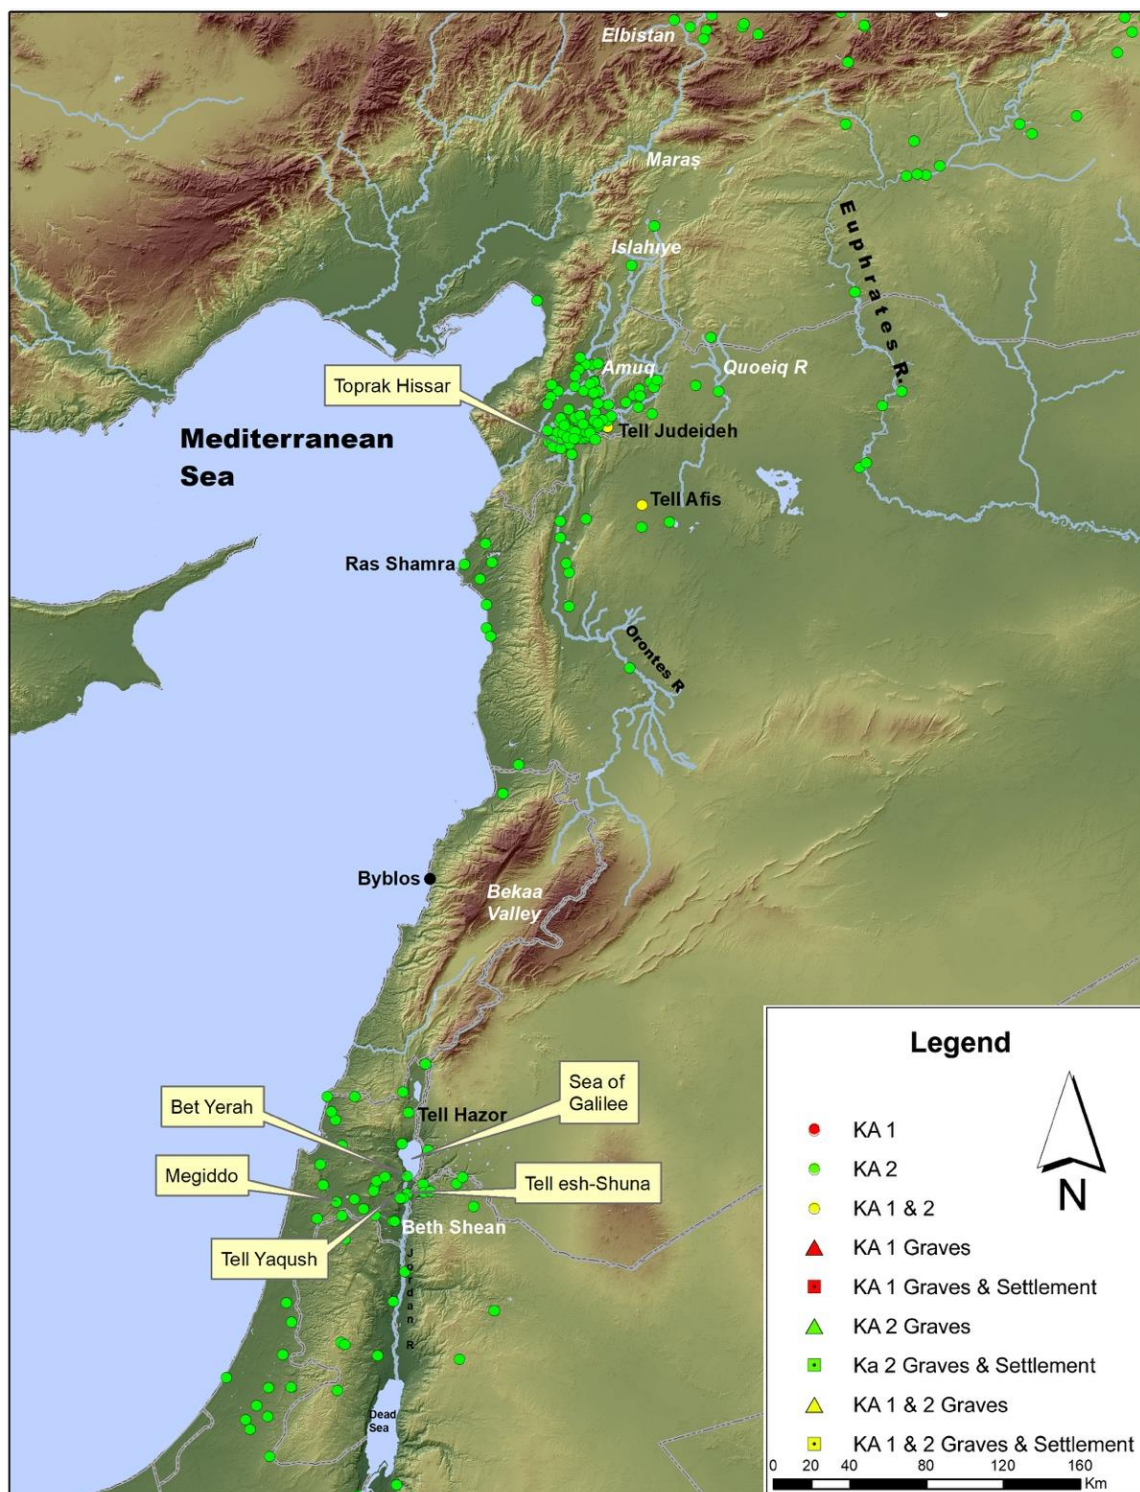 Elbistan
Maraş
Islahiye
Euphrates R.
Amuq
Quoeiq R
Toprak Hissar
Mediterranean
Sea
Tell Judeideh
Tell Afis
Ras Shamra
Orontes R
Byblos
Bekaa
Valley
Sea of
Galilee
Bet Yerah
Tell Hazor
Megiddo
Tell esh-Shuna
Beth Shean
Tell Yaqush
Jordan R
Dead
Sea
Legend
KA 1
KA 2
KA 1 & 2
KA 1 Graves
KA 1 Graves & Settlement
KA 2 Graves
Ka 2 Graves & Settlement
KA 1 & 2 Graves
KA 1 & 2 Graves & Settlement
N
0 20 40 80 120 160
Km